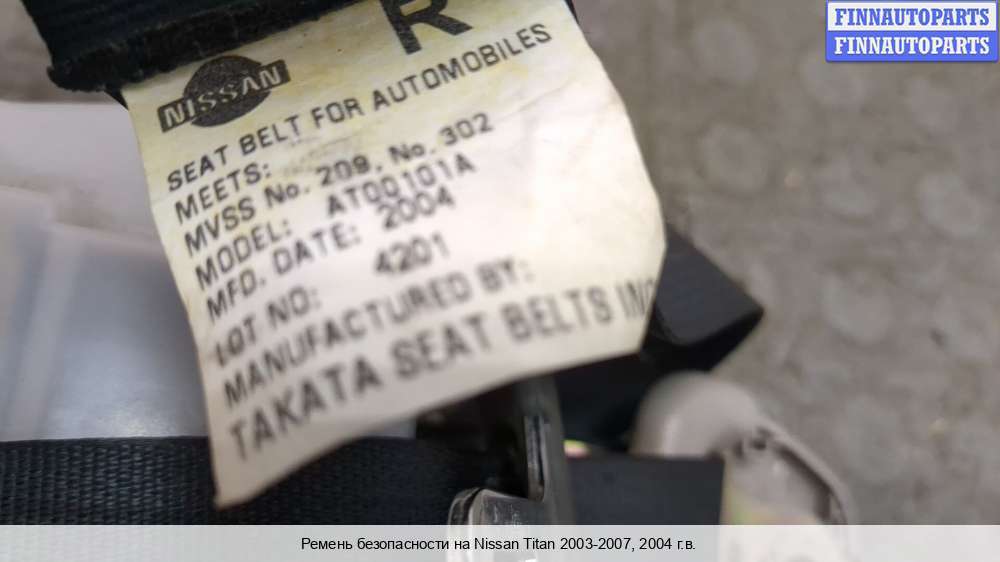 FINNAUTOPARTS
FINNAUTOPARTS
R
NISSAN
SEAT BELT FOR AUTOMOBILES
MEETS:
MVSS No. 209, No. 302
MODEL: AT00101A
MFD. DATE: 2004
LOT NO: 4201
MANUFACTURED BY:
TAKATA SEAT BELTS INC
Ремень безопасности на Nissan Titan 2003-2007, 2004 г.в.